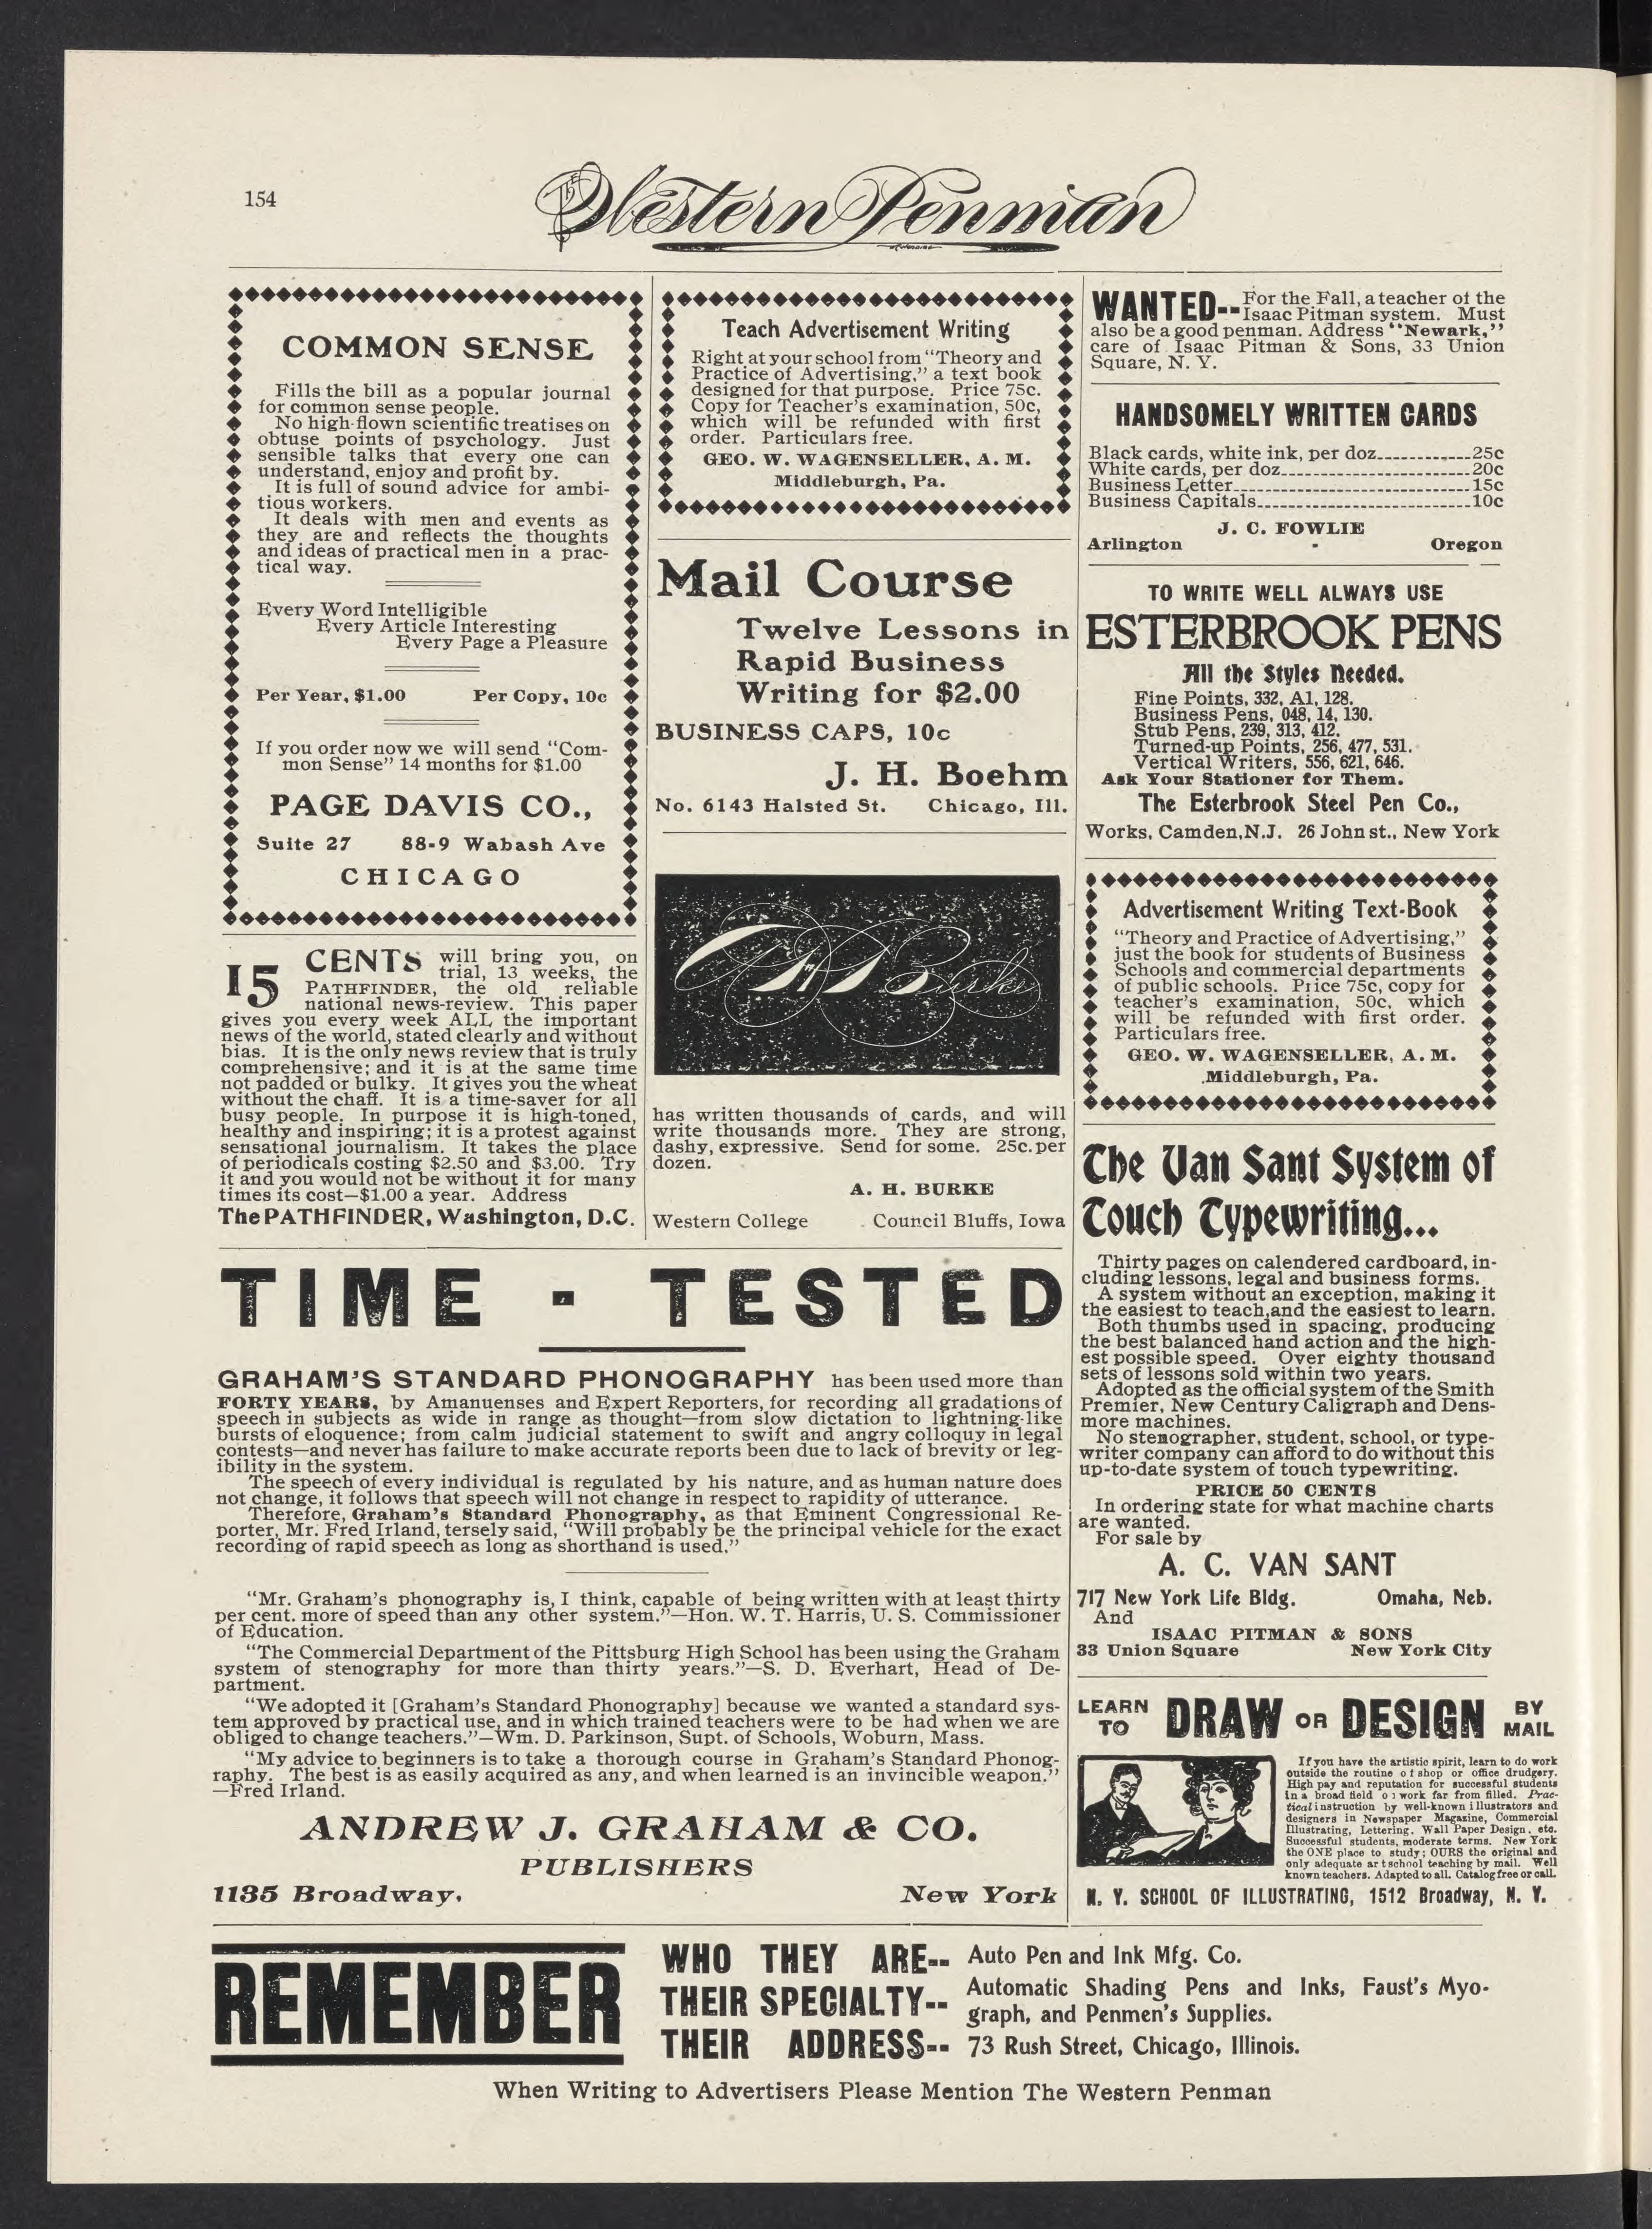 154
The Western Penman
COMMON SENSE
Fills the bill as a popular journal
for common sense people.
No high-flown scientific treatises on
obtuse points of psychology. Just
sensible talks that every one can
understand, enjoy and profit by.
It is full of sound advice for ambi-
tious workers.
It deals with men and events as
they are and reflects the thoughts
and ideas of practical men in a prac-
tical way.
Every Word Intelligible
Every Article Interesting
Every Page a Pleasure
Per Year, $1.00 Per Copy, 10c
If you order now we will send "Com-
mon Sense" 14 months for $1.00
PAGE DAVIS CO.,
Suite 27 88-9 Wabash Ave
CHICAGO
15 CENTS will bring you, on
trial, 13 weeks, the
PATHFINDER, the old reliable
national news-review. This paper
gives you every week ALL the important
news of the world, stated clearly and without
bias. It is the only news review that is truly
comprehensive; and it is at the same time
not padded or bulky. It gives you the wheat
without the chaff. It is a time-saver for all
busy people. In purpose it is high-toned,
healthy and inspiring; it is a protest against
sensational journalism. It takes the place
of periodicals costing $2.50 and $3.00. Try
it and you would not be without it for many
times its cost—$1.00 a year. Address
The PATHFINDER, Washington, D.C.
Teach Advertisement Writing
Right at your school from "Theory and
Practice of Advertising," a text book
designed for that purpose. Price 75c.
Copy for Teacher's examination, 50c,
which will be refunded with first
order. Particulars free.
GEO. W. WAGENSELLER, A. M.
Middleburgh, Pa.
Mail Course
Twelve Lessons in
Rapid Business
Writing for $2.00
BUSINESS CAPS, 10c
J. H. Boehm
No. 6143 Halsted St. Chicago, Ill.
A H Burke
has written thousands of cards, and will
write thousands more. They are strong,
dashy, expressive. Send for some. 25c. per
dozen.
A. H. BURKE
Western College Council Bluffs, Iowa
WANTED-- For the Fall, a teacher of the
Isaac Pitman system. Must
also be a good penman. Address "Newark,"
care of Isaac Pitman & Sons, 33 Union
Square, N. Y.
HANDSOMELY WRITTEN CARDS
Black cards, white ink, per doz. 25c
White cards, per doz. 20c
Business Letter 15c
Business Capitals 10c
J. C. FOWLIE
Arlington - Oregon
TO WRITE WELL ALWAYS USE
ESTERBROOK PENS
All the Styles Needed.
Fine Points, 332, A1, 128.
Business Pens, 048, 14, 130.
Stub Pens, 239, 313, 412.
Turned-up Points, 256, 477, 531.
Vertical Writers, 556, 621, 646.
Ask Your Stationer for Them.
The Esterbrook Steel Pen Co.,
Works, Camden, N.J. 26 John st., New York
Advertisement Writing Text-Book
"Theory and Practice of Advertising,"
just the book for students of Business
Schools and commercial departments
of public schools. Price 75c, copy for
teacher's examination, 50c, which
will be refunded with first order.
Particulars free.
GEO. W. WAGENSELLER, A. M.
Middleburgh, Pa.
The Van Sant System of
Touch Typewriting...
Thirty pages on calendered cardboard, in-
cluding lessons, legal and business forms.
A system without an exception, making it
the easiest to teach, and the easiest to learn.
Both thumbs used in spacing, producing
the best balanced hand action and the high-
est possible speed. Over eighty thousand
sets of lessons sold within two years.
Adopted as the official system of the Smith
Premier, New Century Caligraph and Dens-
more machines.
No stenographer, student, school, or type-
writer company can afford to do without this
up-to-date system of touch typewriting.
PRICE 50 CENTS
In ordering state for what machine charts
are wanted.
For sale by
A. C. VAN SANT
717 New York Life Bldg. Omaha, Neb.
And
ISAAC PITMAN & SONS
33 Union Square New York City
TIME - TESTED
GRAHAM'S STANDARD PHONOGRAPHY has been used more than
FORTY YEARS, by Amanuenses and Expert Reporters, for recording all gradations of
speech in subjects as wide in range as thought—from slow dictation to lightning-like
bursts of eloquence; from calm judicial statement to swift and angry colloquy in legal
contests—and never has failure to make accurate reports been due to lack of brevity or leg-
ibility in the system.
The speech of every individual is regulated by his nature, and as human nature does
not change, it follows that speech will not change in respect to rapidity of utterance.
Therefore, Graham's Standard Phonography, as that Eminent Congressional Re-
porter, Mr. Fred Irland, tersely said, "Will probably be the principal vehicle for the exact
recording of rapid speech as long as shorthand is used."
"Mr. Graham's phonography is, I think, capable of being written with at least thirty
per cent. more of speed than any other system."—Hon. W. T. Harris, U. S. Commissioner
of Education.
"The Commercial Department of the Pittsburg High School has been using the Graham
system of stenography for more than thirty years."—S. D. Everhart, Head of De-
partment.
"We adopted it [Graham's Standard Phonography] because we wanted a standard sys-
tem approved by practical use, and in which trained teachers were to be had when we are
obliged to change teachers."—Wm. D. Parkinson, Supt. of Schools, Woburn, Mass.
"My advice to beginners is to take a thorough course in Graham's Standard Phonog-
raphy. The best is as easily acquired as any, and when learned is an invincible weapon."
—Fred Irland.
ANDREW J. GRAHAM & CO.
PUBLISHERS
1135 Broadway, New York
LEARN TO DRAW OR DESIGN BY MAIL
If you have the artistic spirit, learn to do work
outside the routine of shop or office drudgery.
High pay and reputation for successful students
in a broad field of work far from filled. Prac-
tical instruction by well-known illustrators and
designers in Newspaper Magazine, Commercial
Illustrating, Lettering, Wall Paper Design, etc.
Successful students, moderate terms. New York
the ONE place to study; OURS the original and
only adequate art school teaching by mail. Well
known teachers. Adapted to all. Catalog free or call.
N. Y. SCHOOL OF ILLUSTRATING, 1512 Broadway, N. Y.
REMEMBER
WHO THEY ARE-- Auto Pen and Ink Mfg. Co.
THEIR SPECIALTY-- Automatic Shading Pens and Inks, Faust's Myo-
graph, and Penmen's Supplies.
THEIR ADDRESS-- 73 Rush Street, Chicago, Illinois.
When Writing to Advertisers Please Mention The Western Penman